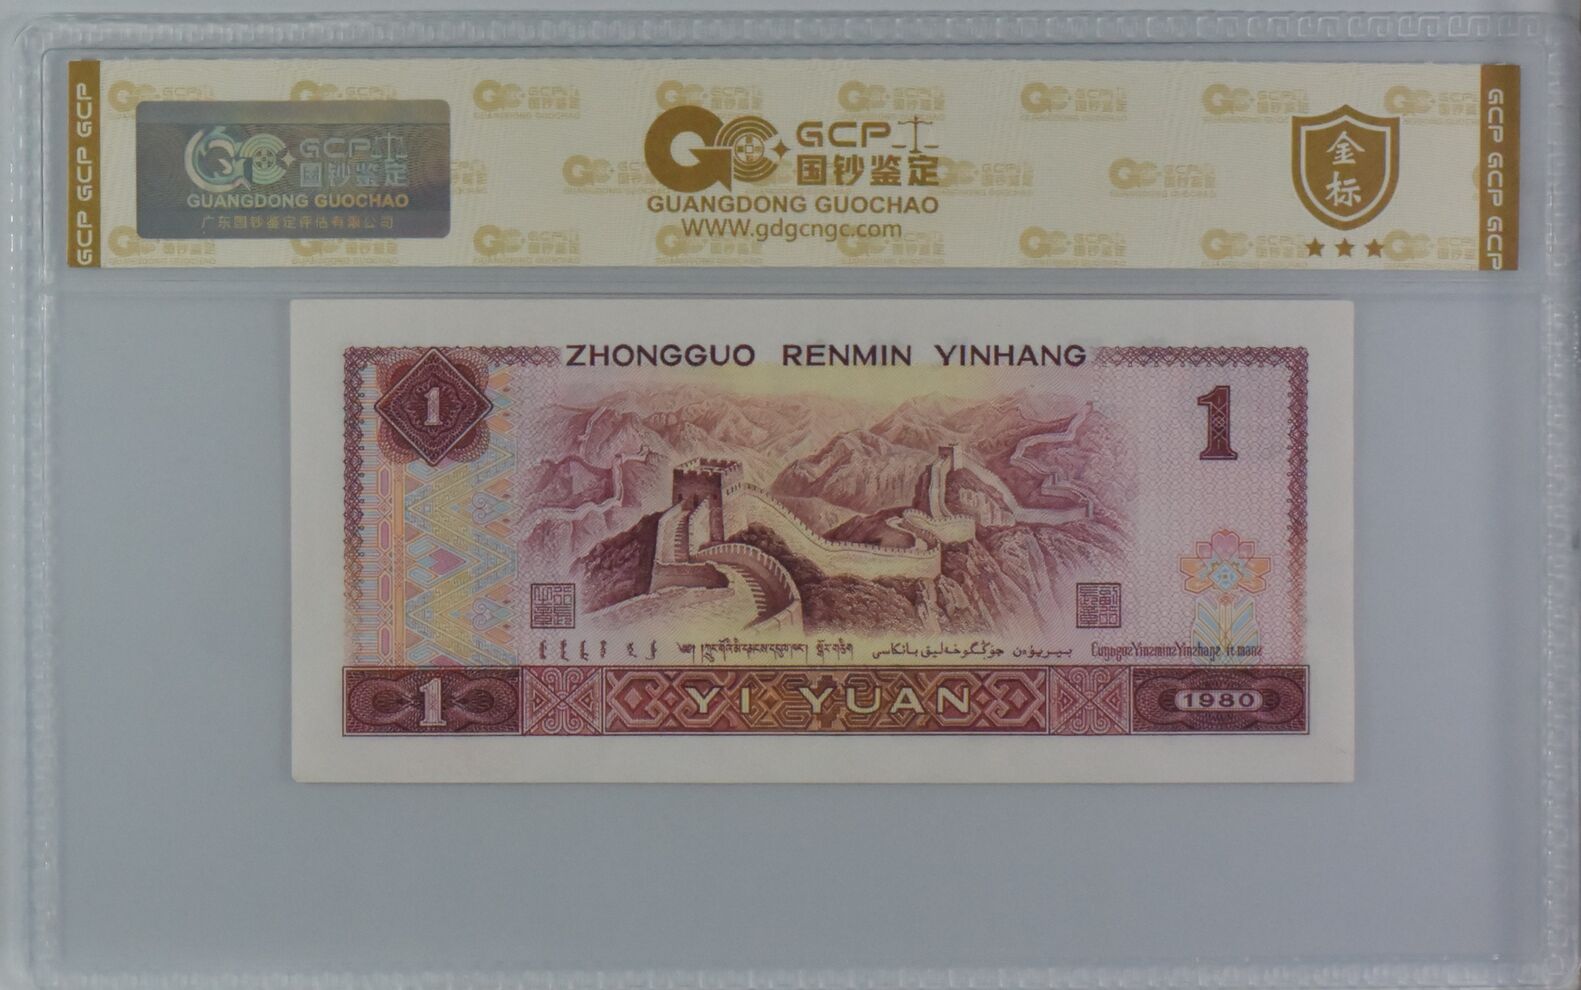 GCP GCP GCP
GCP
国钞鉴定
GUANGDONG GUOCHAO
广东国钞鉴定评估有限公司
GCP
国钞鉴定
GUANGDONG GUOCHAO
WWW.gdgcngc.com
金
标
GCP GCP GCP
ZHONGGUO RENMIN YINHANG
1
1
1
YI YUAN
1980